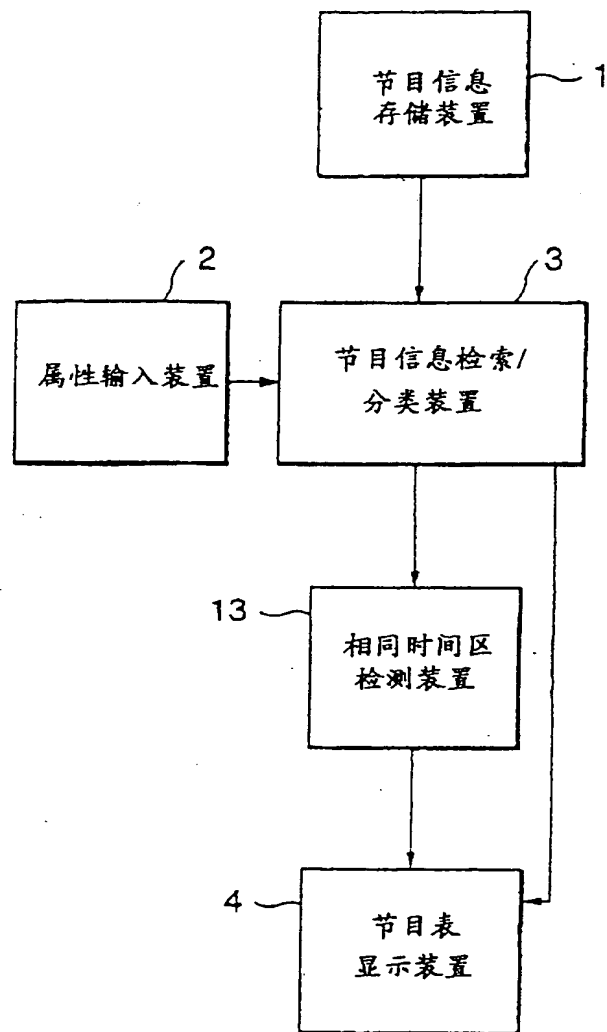 节目信息
存储装置
1
2
3
属性输入装置
节目信息检索/
分类装置
13
相同时间区
检测装置
4
节目表
显示装置